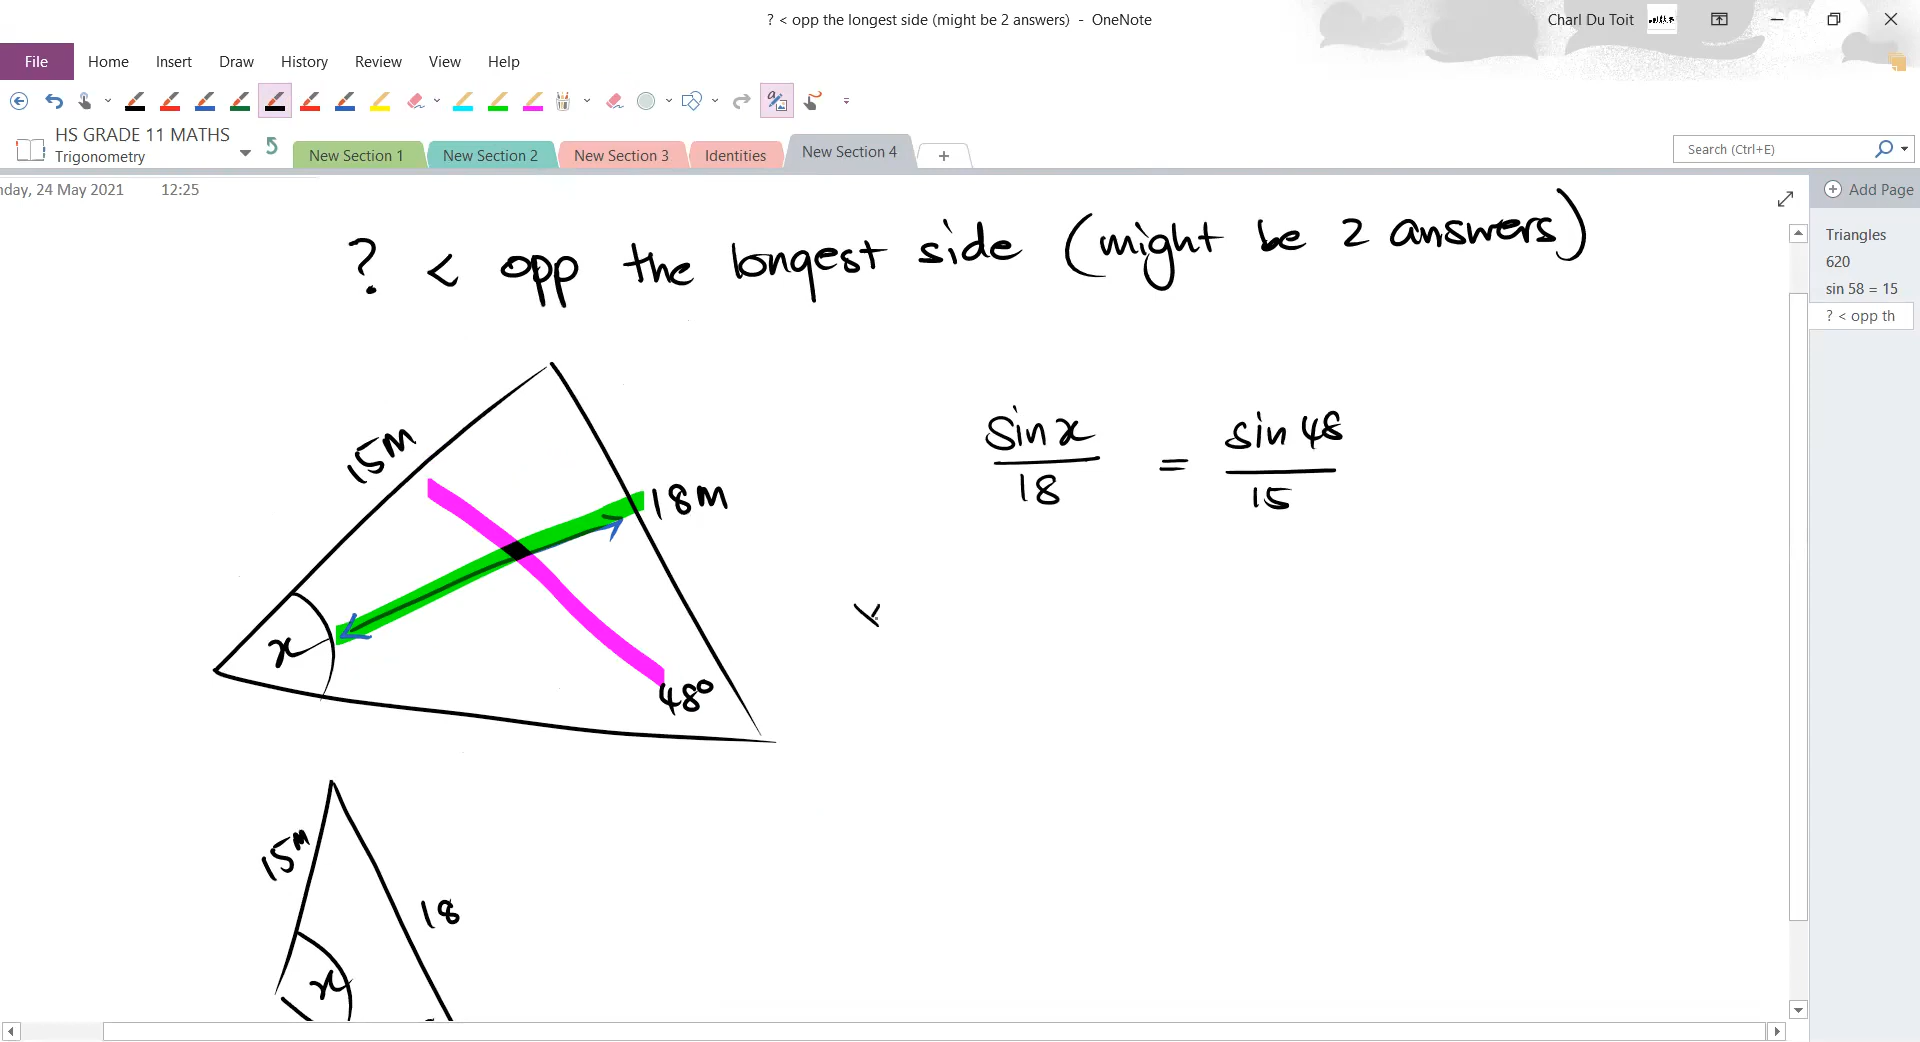 ? < opp the longest side (might be 2 answers) - OneNote
Charl Du Toit
File Home Insert Draw History Review View Help
HS GRADE 11 MATHS
Trigonometry
New Section 1 New Section 2 New Section 3 Identities New Section 4 +
Search (Ctrl+E)
nday, 24 May 2021 12:25
Add Page
Triangles
620
sin 58 = 15
? < opp th
? < opp the longest side (might be 2 answers)
15m
18m
x
48°
sin x
18
=
sin 48
15
15m
18
x